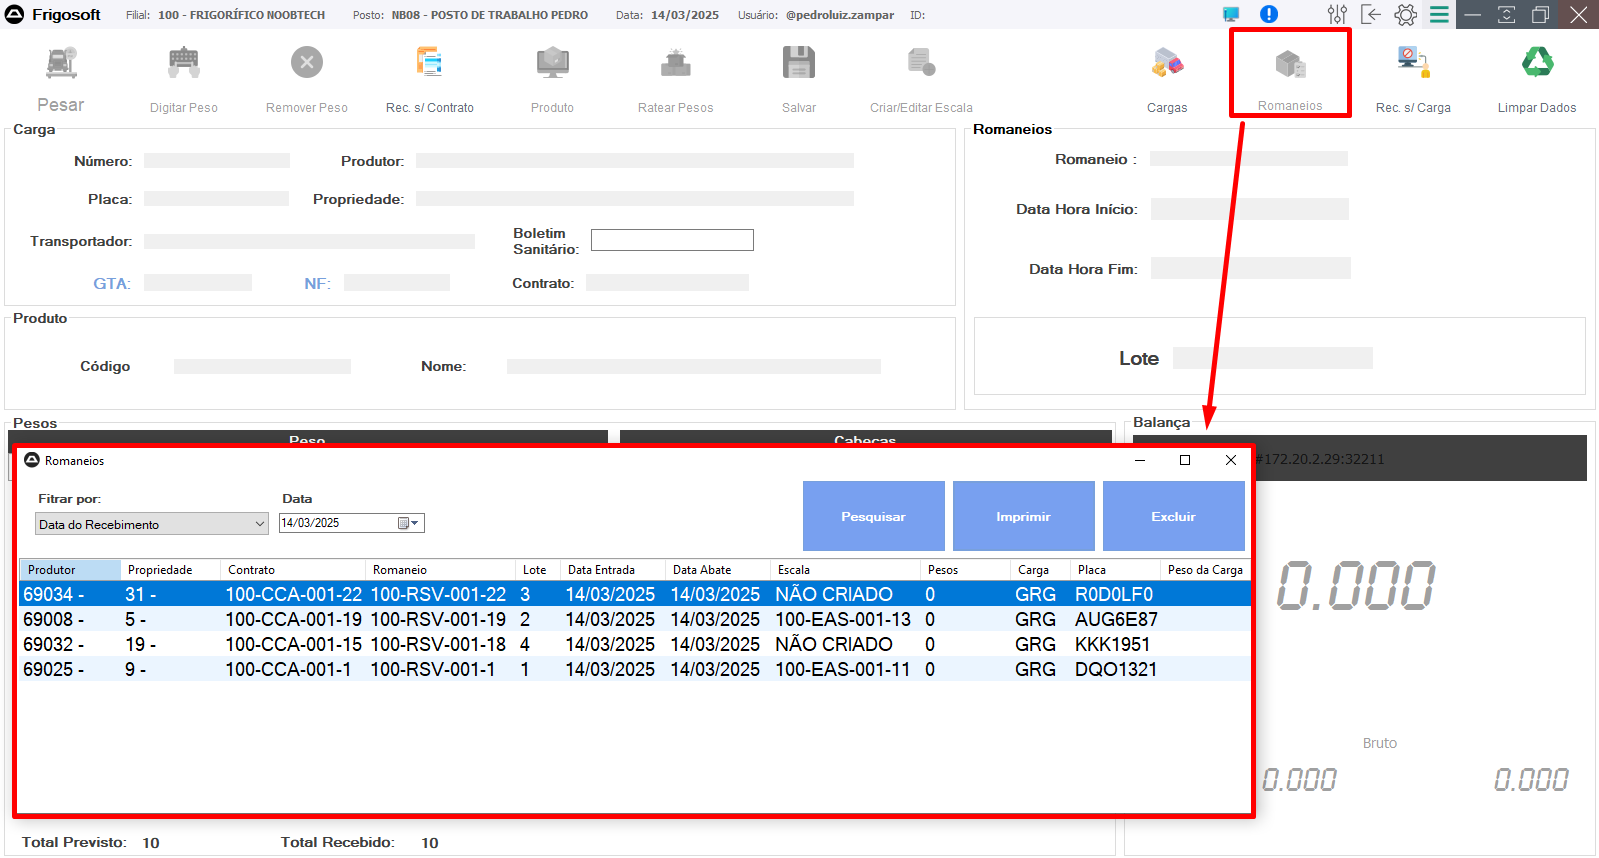 Frigosoft Filial: 100 - FRIGORÍFICO NOOBTECH Posto: NB08 - POSTO DE TRABALHO PEDRO Data: 14/03/2025 Usuário: @pedroluiz.zampar ID:
Pesar Digitar Peso Remover Peso Rec. s/ Contrato Produto Ratear Pesos Salvar Criar/Editar Escala Cargas Romaneios Rec. s/ Carga Limpar Dados
Carga
Número: Produtor:
Placa: Propriedade:
Transportador: Boletim Sanitário:
GTA: NF: Contrato:
Romaneios
Romaneio :
Data Hora Início:
Data Hora Fim:
Lote
Produto
Código Nome:
Pesos
Peso Cabeças
Balança
#172.20.2.29:32211
Romaneios
Fitrar por: Data
Data do Recebimento 14/03/2025 Pesquisar Imprimir Excluir
Produtor Propriedade Contrato Romaneio Lote Data Entrada Data Abate Escala Pesos Carga Placa Peso da Carga
69034 - 31 - 100-CCA-001-22 100-RSV-001-22 3 14/03/2025 14/03/2025 NÃO CRIADO 0 GRG R0D0LF0
69008 - 5 - 100-CCA-001-19 100-RSV-001-19 2 14/03/2025 14/03/2025 100-EAS-001-13 0 GRG AUG6E87
69032 - 19 - 100-CCA-001-15 100-RSV-001-18 4 14/03/2025 14/03/2025 NÃO CRIADO 0 GRG KKK1951
69025 - 9 - 100-CCA-001-1 100-RSV-001-1 1 14/03/2025 14/03/2025 100-EAS-001-11 0 GRG DQO1321
0.000
Bruto
0.000 0.000
Total Previsto: 10 Total Recebido: 10